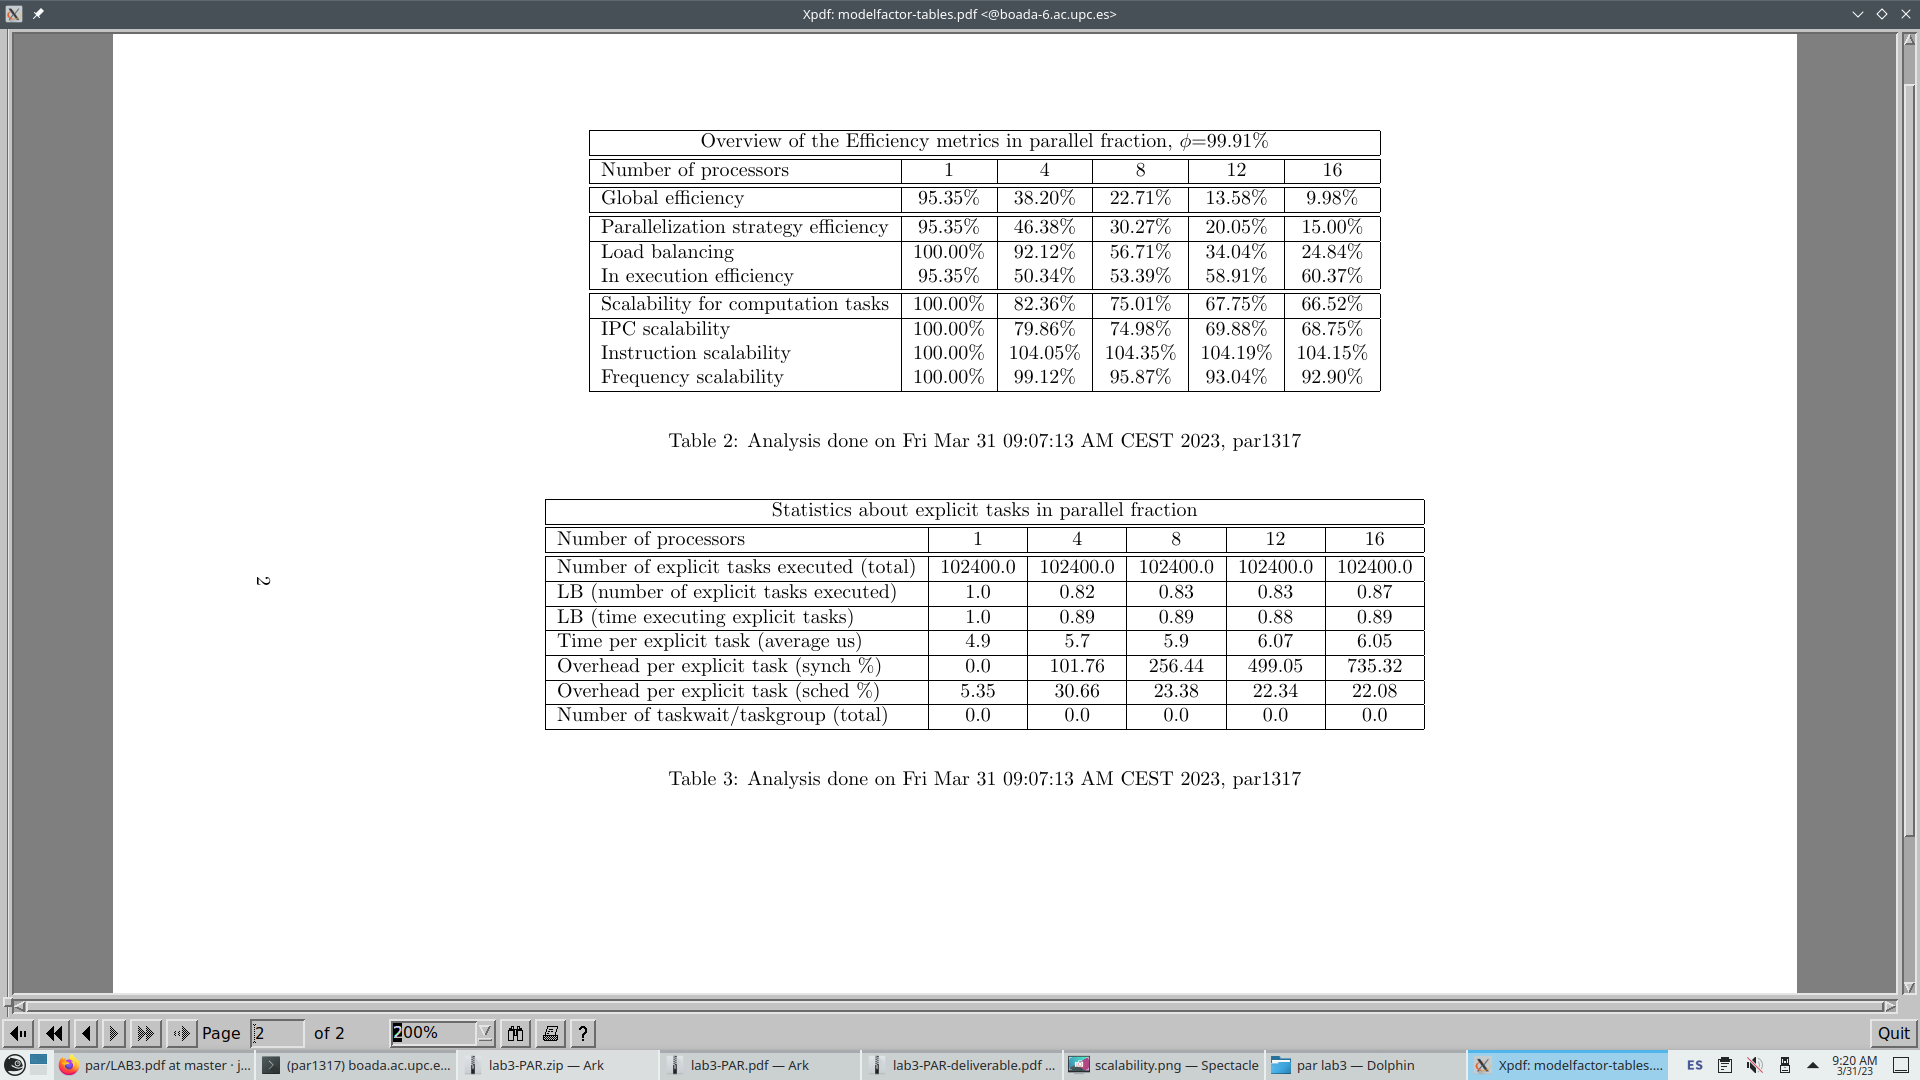 Xpdf: modelfactor-tables.pdf <@boada-6.ac.upc.es>
Overview of the Efficiency metrics in parallel fraction, ϕ=99.91%
Number of processors 1 4 8 12 16
Global efficiency 95.35% 38.20% 22.71% 13.58% 9.98%
Parallelization strategy efficiency 95.35% 46.38% 30.27% 20.05% 15.00%
Load balancing 100.00% 92.12% 56.71% 34.04% 24.84%
In execution efficiency 95.35% 50.34% 53.39% 58.91% 60.37%
Scalability for computation tasks 100.00% 82.36% 75.01% 67.75% 66.52%
IPC scalability 100.00% 79.86% 74.98% 69.88% 68.75%
Instruction scalability 100.00% 104.05% 104.35% 104.19% 104.15%
Frequency scalability 100.00% 99.12% 95.87% 93.04% 92.90%
Table 2: Analysis done on Fri Mar 31 09:07:13 AM CEST 2023, par1317
Statistics about explicit tasks in parallel fraction
Number of processors 1 4 8 12 16
Number of explicit tasks executed (total) 102400.0 102400.0 102400.0 102400.0 102400.0
LB (number of explicit tasks executed) 1.0 0.82 0.83 0.83 0.87
LB (time executing explicit tasks) 1.0 0.89 0.89 0.88 0.89
Time per explicit task (average us) 4.9 5.7 5.9 6.07 6.05
Overhead per explicit task (synch %) 0.0 101.76 256.44 499.05 735.32
Overhead per explicit task (sched %) 5.35 30.66 23.38 22.34 22.08
Number of taskwait/taskgroup (total) 0.0 0.0 0.0 0.0 0.0
Table 3: Analysis done on Fri Mar 31 09:07:13 AM CEST 2023, par1317
2
Page 2 of 2 200% ? Quit
par/LAB3.pdf at master · j... (par1317) boada.ac.upc.e... lab3-PAR.zip — Ark lab3-PAR.pdf — Ark lab3-PAR-deliverable.pdf ... scalability.png — Spectacle par lab3 — Dolphin Xpdf: modelfactor-tables.... ES 9:20 AM
3/31/23